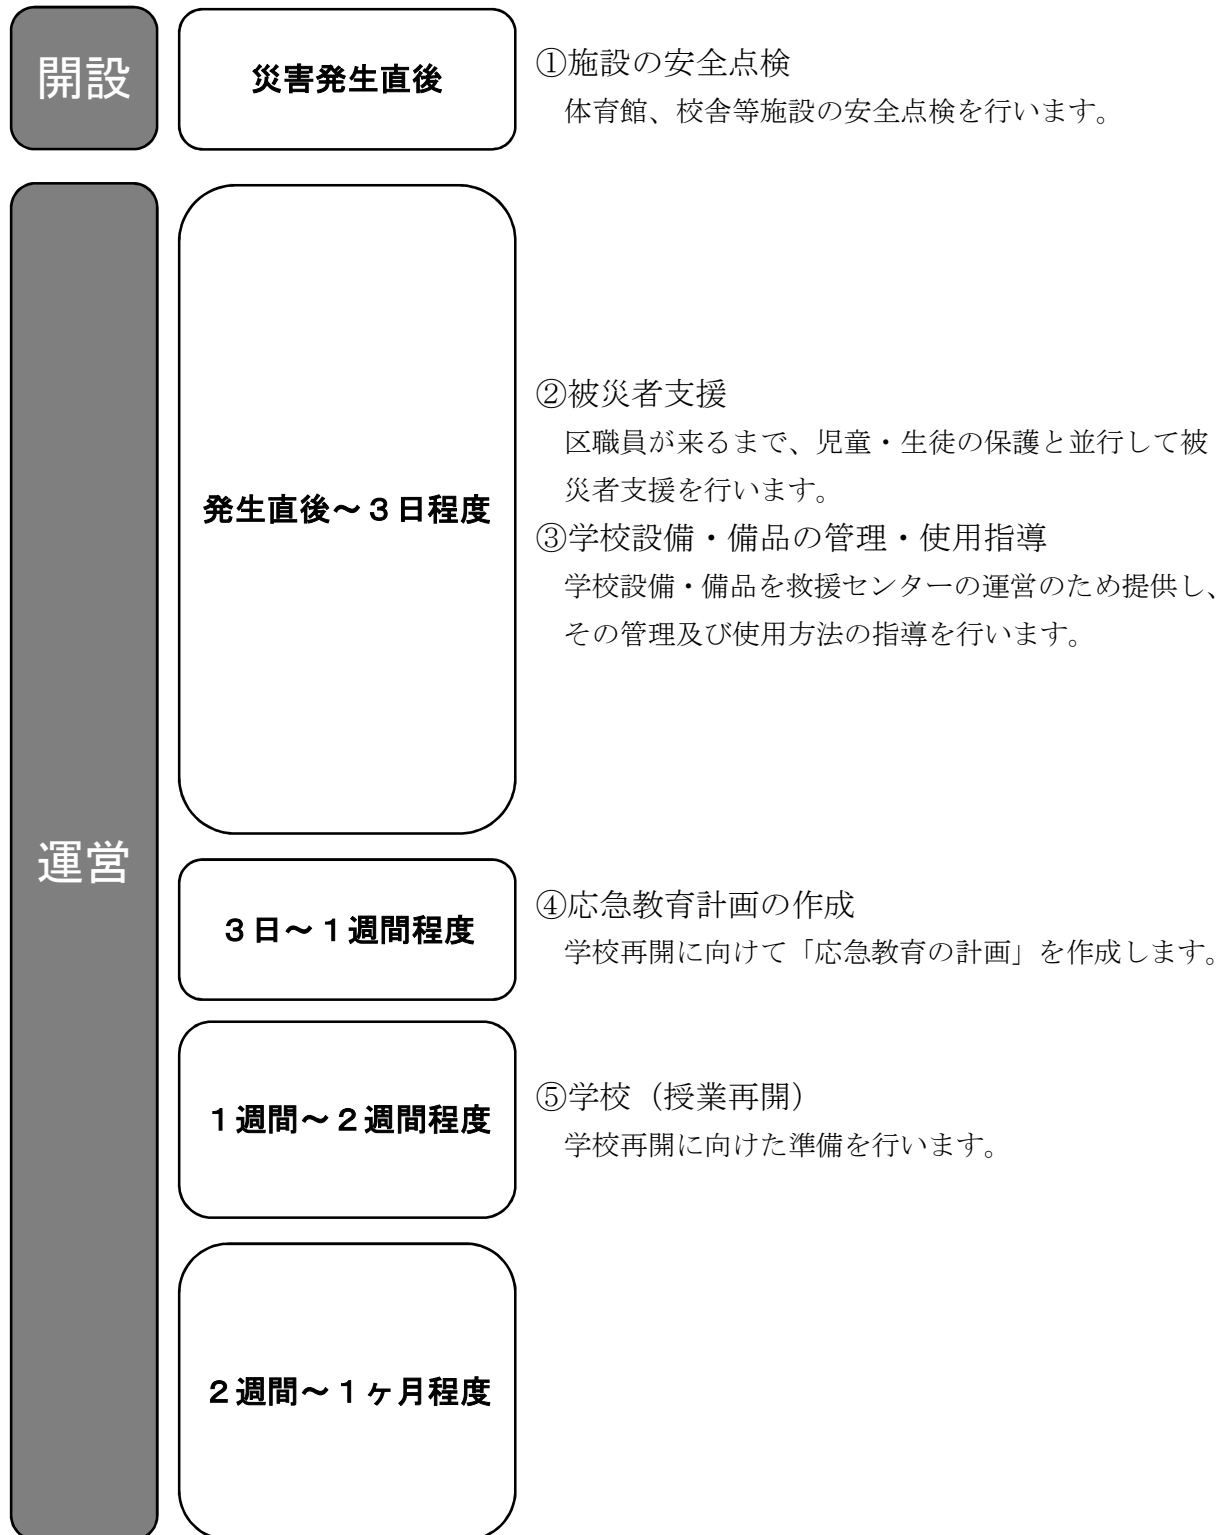 開設
災害発生直後
①施設の安全点検
体育館、校舎等施設の安全点検を行います。
運営
発生直後～３日程度
②被災者支援
区職員が来るまで、児童・生徒の保護と並行して被
災者支援を行います。
③学校設備・備品の管理・使用指導
学校設備・備品を救援センターの運営のため提供し、
その管理及び使用方法の指導を行います。
３日～１週間程度
④応急教育計画の作成
学校再開に向けて「応急教育の計画」を作成します。
１週間～２週間程度
⑤学校（授業再開）
学校再開に向けた準備を行います。
２週間～１ヶ月程度